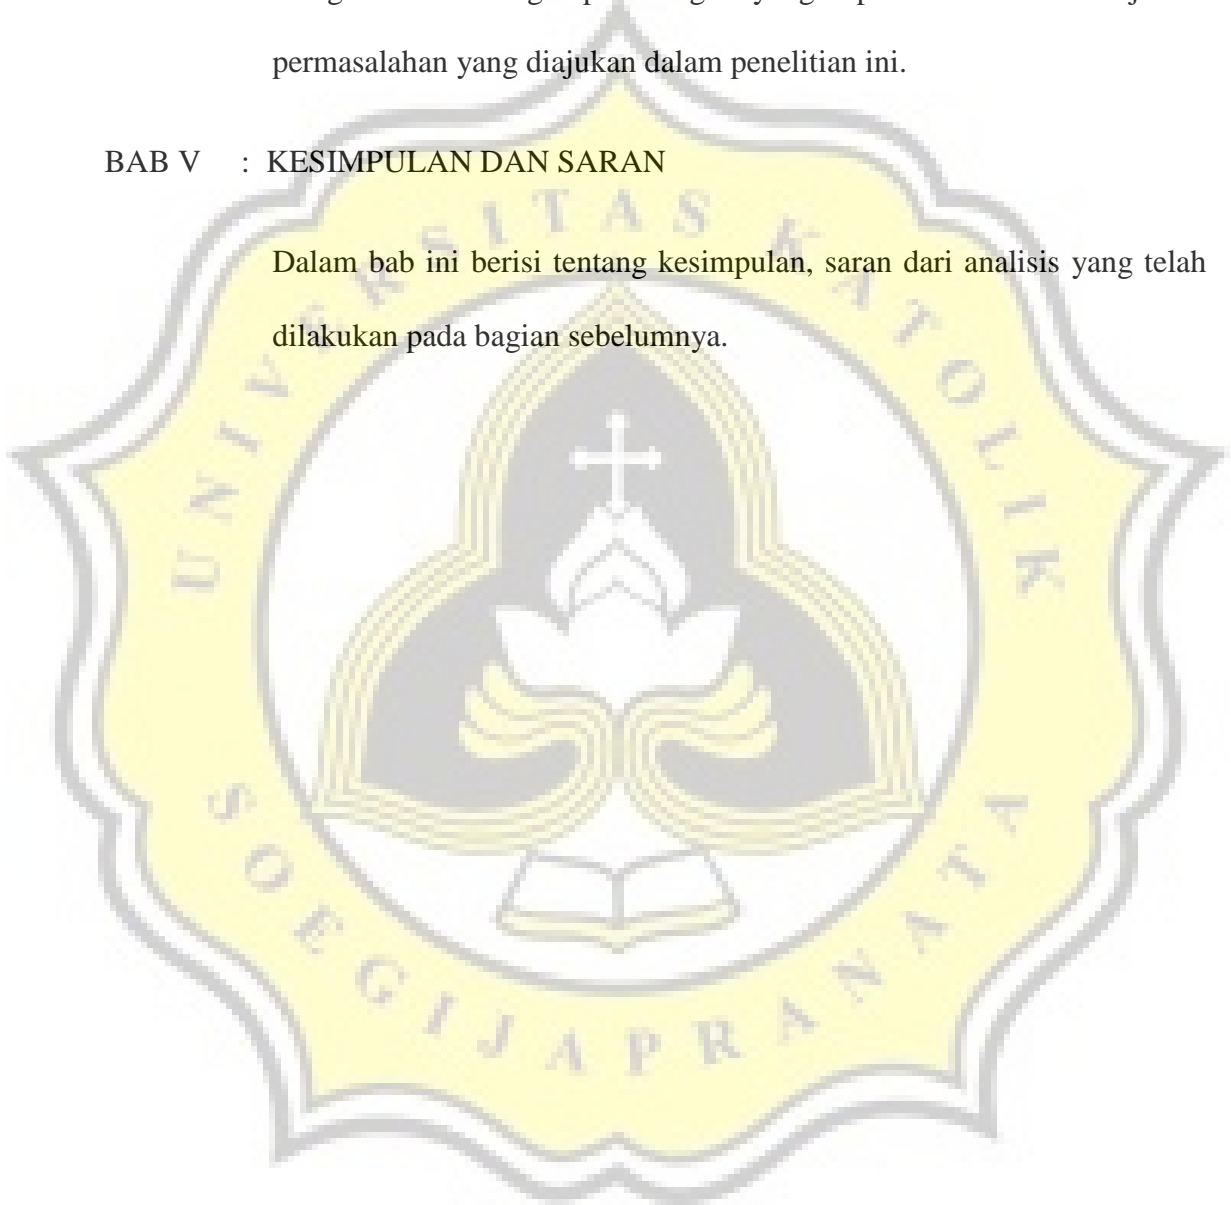 permasalahan yang diajukan dalam penelitian ini.
BAB V : KESIMPULAN DAN SARAN
Dalam bab ini berisi tentang kesimpulan, saran dari analisis yang telah
dilakukan pada bagian sebelumnya.
UNIVERSITAS KATOLIK
SOEGIJAPRANATA